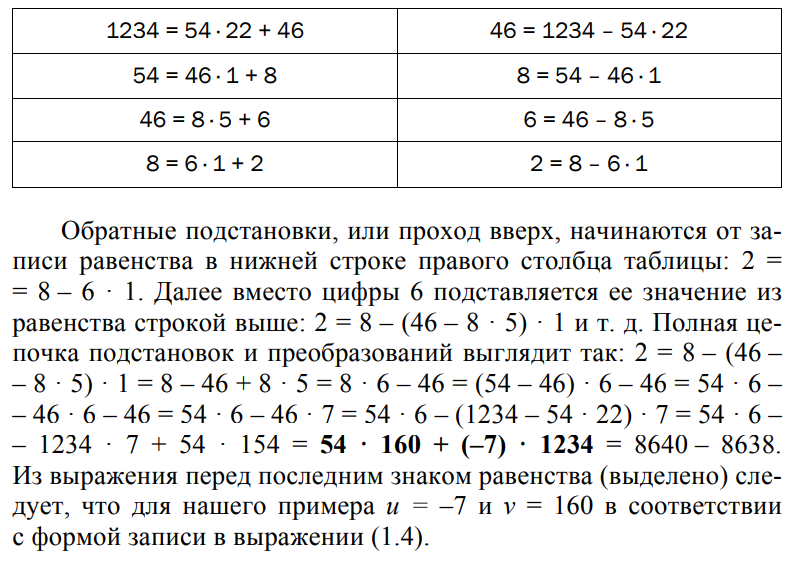 1234 = 54 · 22 + 46 46 = 1234 – 54 · 22
54 = 46 · 1 + 8 8 = 54 – 46 · 1
46 = 8 · 5 + 6 6 = 46 – 8 · 5
8 = 6 · 1 + 2 2 = 8 – 6 · 1
Обратные подстановки, или проход вверх, начинаются от за-
писи равенства в нижней строке правого столбца таблицы: 2 =
= 8 – 6 · 1. Далее вместо цифры 6 подставляется ее значение из
равенства строкой выше: 2 = 8 – (46 – 8 · 5) · 1 и т. д. Полная це-
почка подстановок и преобразований выглядит так: 2 = 8 – (46 –
– 8 · 5) · 1 = 8 – 46 + 8 · 5 = 8 · 6 – 46 = (54 – 46) · 6 – 46 = 54 · 6 –
– 46 · 6 – 46 = 54 · 6 – 46 · 7 = 54 · 6 – (1234 – 54 · 22) · 7 = 54 · 6 –
– 1234 · 7 + 54 · 154 = 54 · 160 + (–7) · 1234 = 8640 – 8638.
Из выражения перед последним знаком равенства (выделено) сле-
дует, что для нашего примера u = –7 и v = 160 в соответствии
с формой записи в выражении (1.4).